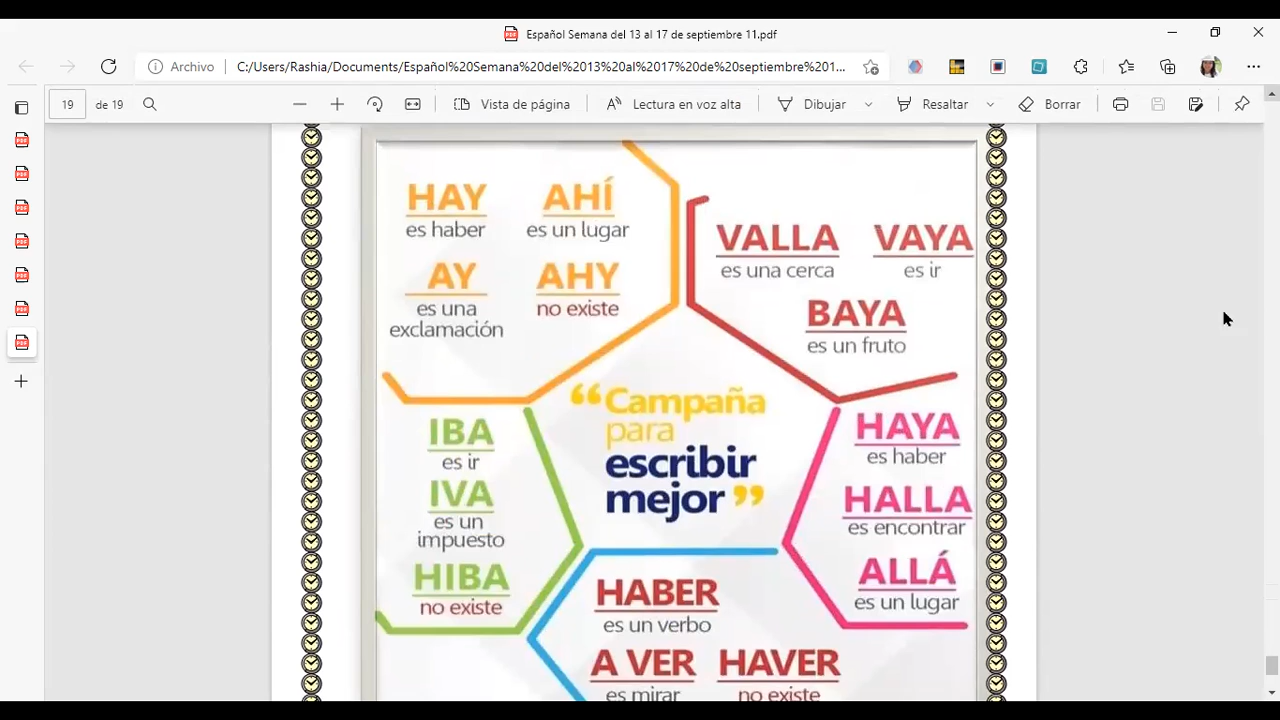 Español Semana del 13 al 17 de septiembre 11.pdf
Archivo C:/Users/Rashia/Documents/Español%20Semana%20del%2013%20al%2017%20de%20septiembre%201...
19 de 19 Vista de página Lectura en voz alta Dibujar Resaltar Borrar
HAY AHÍ
es haber es un lugar
AY AHY
es una no existe
exclamación
VALLA VAYA
es una cerca es ir
BAYA
es un fruto
“Campaña
para
escribir
mejor”
IBA
es ir
IVA
es un
impuesto
HIBA
no existe
HAYA
es haber
HALLA
es encontrar
ALLÁ
es un lugar
HABER
es un verbo
A VER HAVER
es mirar no existe